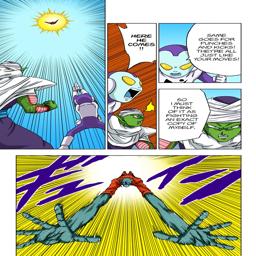 HERE
HE
COMES!!
SAME
GOES FOR
PUNCHES
AND KICKS!
THEY'RE ALL
JUST LIKE
YOUR MOVES!
SO
I MUST
THINK OF
IT AS
FIGHTING
AN EXACT
COPY OF
MYSELF.